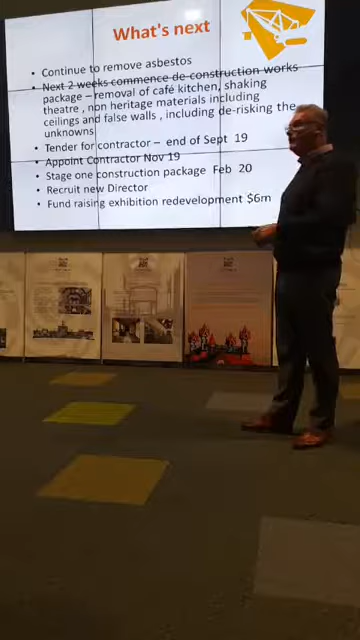 What's next
• Continue to remove asbestos
• Next 2 weeks commence de-construction works
package – removal of café kitchen, shaking
theatre , non heritage materials including
ceilings and false walls , including de-risking the
unknowns
• Tender for contractor – end of Sept 19
• Appoint Contractor Nov 19
• Stage one construction package Feb 20
• Recruit new Director
• Fund raising exhibition redevelopment $6m